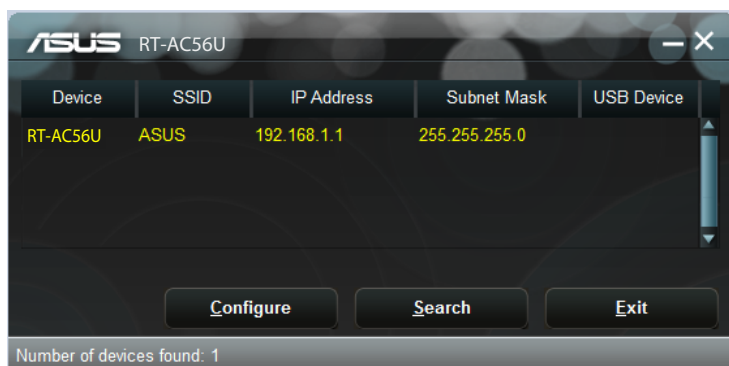 ASUS RT-AC56U
Device SSID IP Address Subnet Mask USB Device
RT-AC56U ASUS 192.168.1.1 255.255.255.0
Configure Search Exit
Number of devices found: 1